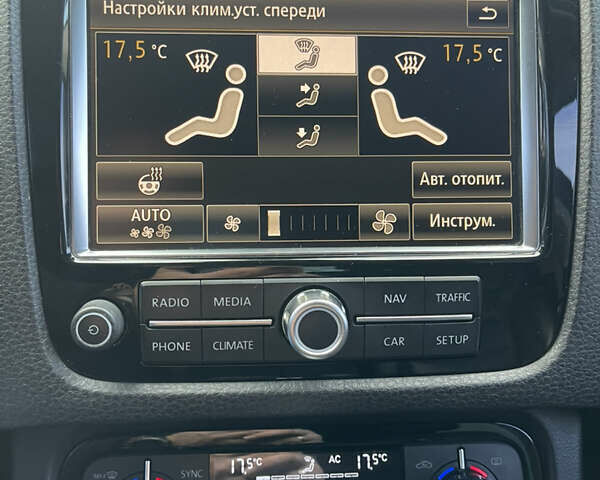 Настройки клим.уст. спереди
17,5 °C
17,5 °C
Авт. отопит.
AUTO
Инструм.
RADIO MEDIA NAV TRAFFIC
PHONE CLIMATE CAR SETUP
SYNC 17,5°C AC 17,5°C